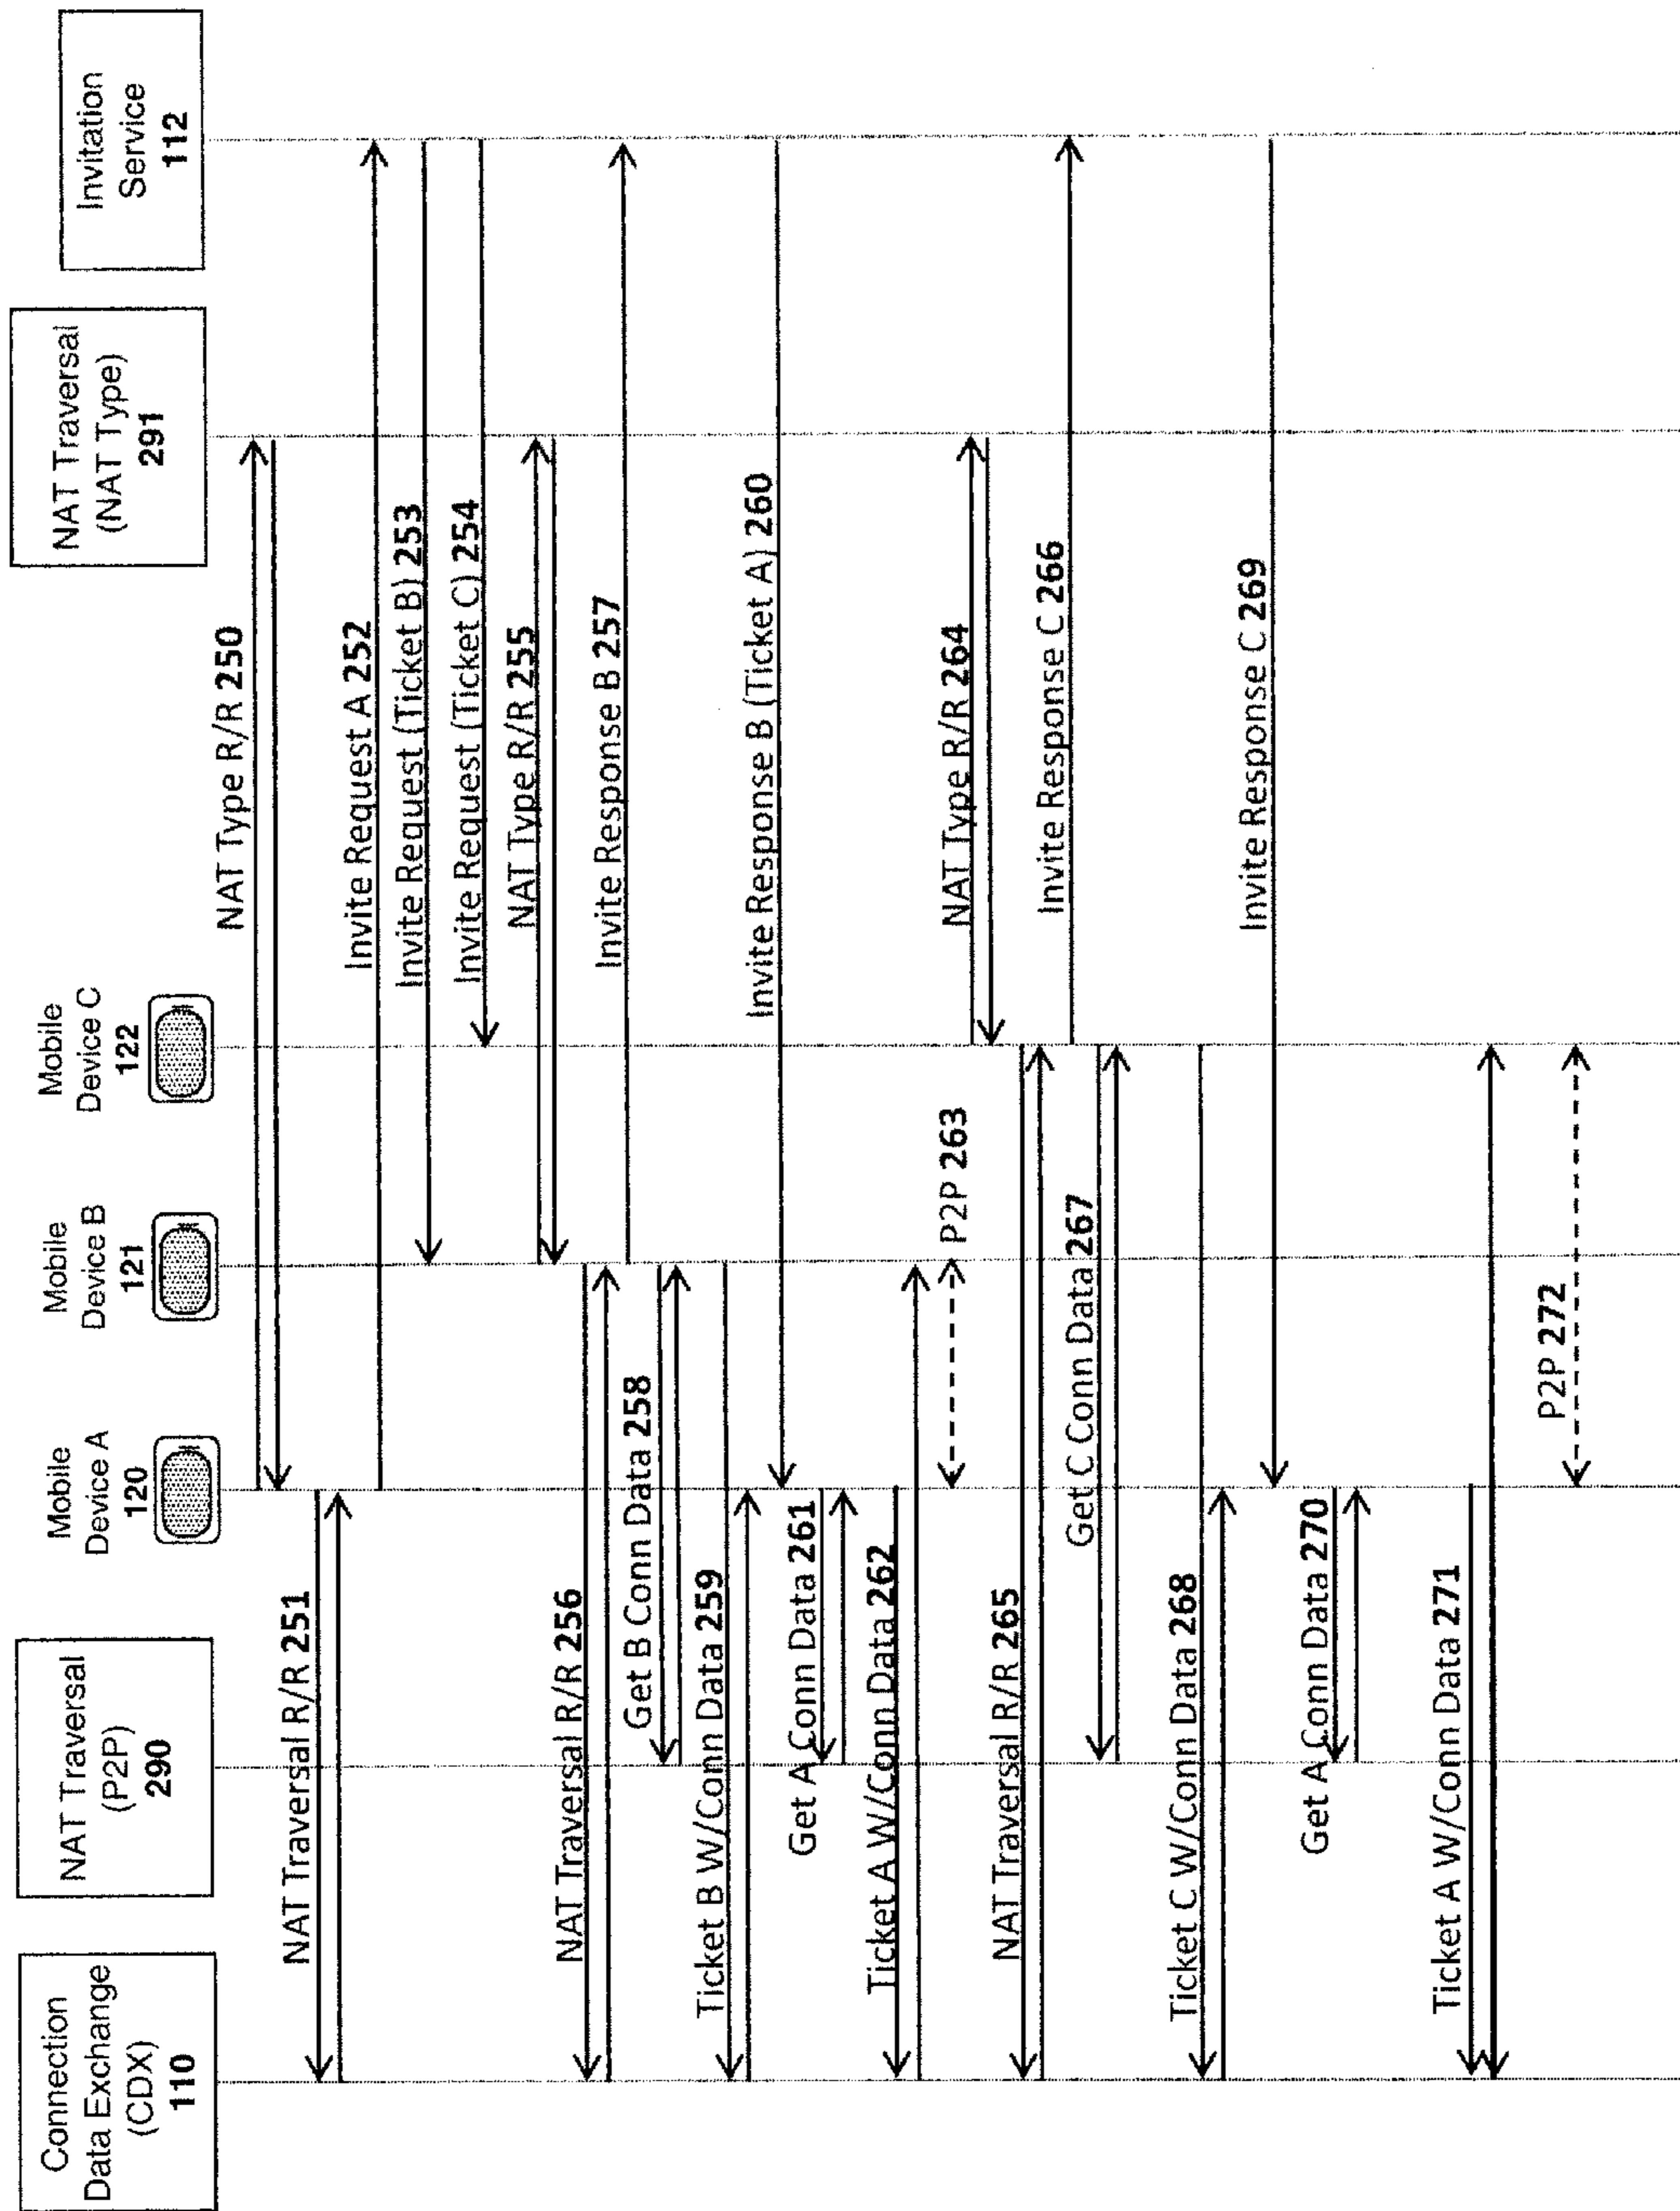 Connection
Data Exchange
(CDX)
110
NAT Traversal
(P2P)
290
Mobile
Device A
120
Mobile
Device B
121
Mobile
Device C
122
NAT Traversal
(NAT Type)
291
Invitation
Service
112
NAT Type R/R 250
NAT Traversal R/R 251
Invite Request A 252
Invite Request (Ticket B) 253
Invite Request (Ticket C) 254
NAT Type R/R 255
NAT Traversal R/R 256
Invite Response B 257
Get B Conn Data 258
Ticket B W/Conn Data 259
Invite Response B (Ticket A) 260
Get A Conn Data 261
Ticket A W/Conn Data 262
P2P 263
NAT Type R/R 264
NAT Traversal R/R 265
Invite Response C 266
Get C Conn Data 267
Ticket C W/Conn Data 268
Invite Response C 269
Get A Conn Data 270
Ticket A W/Conn Data 271
P2P 272